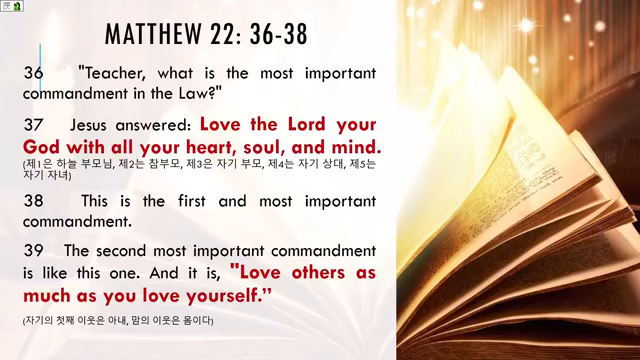 MATTHEW 22: 36-38
36 "Teacher, what is the most important
commandment in the Law?"
37 Jesus answered: Love the Lord your
God with all your heart, soul, and mind.
(제1은 하늘 부모님, 제2는 참부모, 제3은 자기 부모, 제4는 자기 상대, 제5는
자기 자녀)
38 This is the first and most important
commandment.
39 The second most important commandment
is like this one. And it is, "Love others as
much as you love yourself."
(자기의 첫째 이웃은 아내, 맘의 이웃은 몸이다)